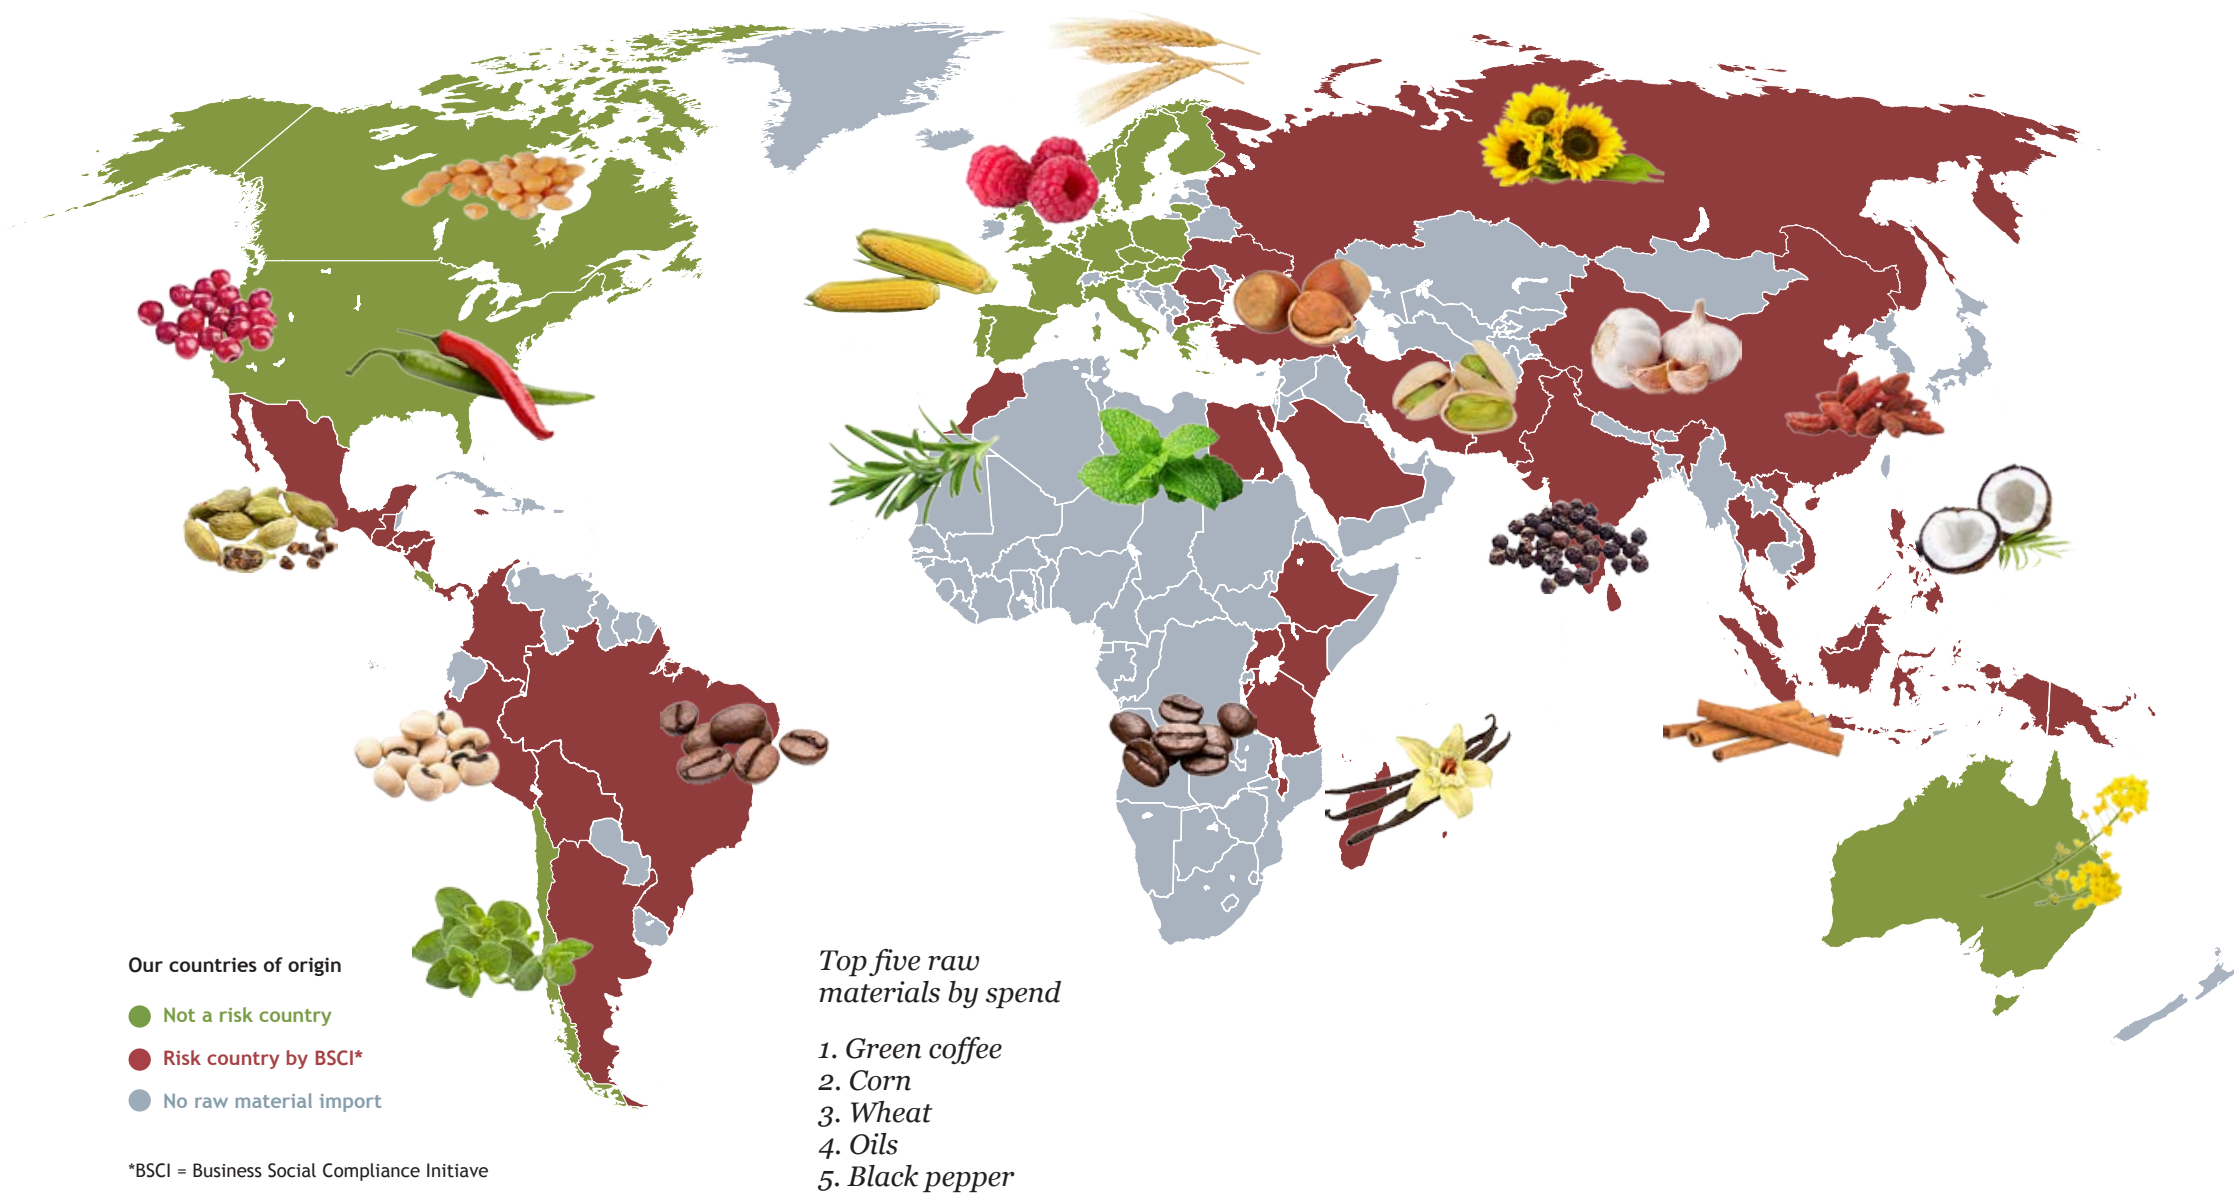 Our countries of origin
Not a risk country
Risk country by BSCI*
No raw material import
*BSCI = Business Social Compliance Initiave
Top five raw
materials by spend
1. Green coffee
2. Corn
3. Wheat
4. Oils
5. Black pepper